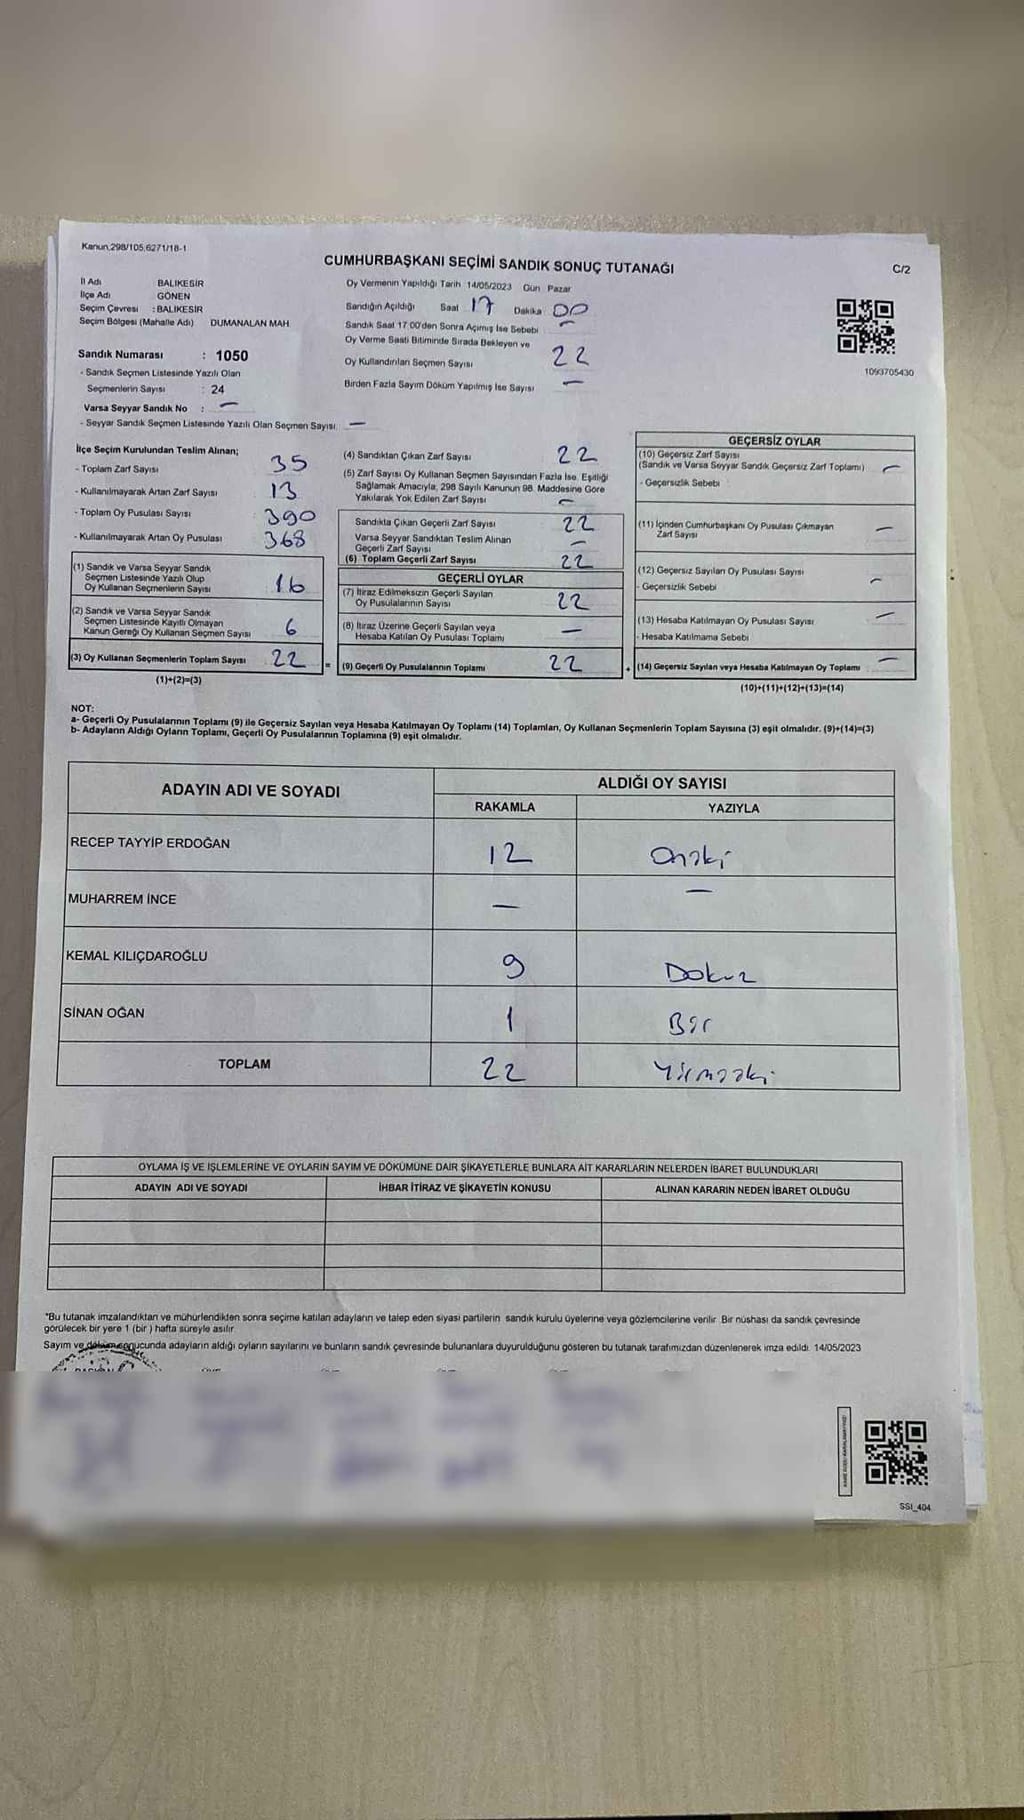 Kanun;298/105,6271/18-1
CUMHURBAŞKANI SEÇİMİ SANDIK SONUÇ TUTANAĞI
C/2
İl Adı BALIKESİR
İlçe Adı GÖNEN
Seçim Çevresi : BALIKESİR
Seçim Bölgesi (Mahalle Adı) DUMANALAN MAH
Sandık Numarası : 1050
- Sandık Seçmen Listesinde Yazılı Olan
Seçmenlerin Sayısı : 24
Varsa Seyyar Sandık No : —
- Seyyar Sandık Seçmen Listesinde Yazılı Olan Seçmen Sayısı —
Oy Vermenin Yapıldığı Tarih 14/05/2023 Gün Pazar
Sandığın Açıldığı Saat 17 Dakika 00
Sandık Saat 17:00'den Sonra Açımış İse Sebebi —
Oy Verme Saati Bitiminde Sırada Bekleyen ve
Oy Kullandırılan Seçmen Sayısı 22
Birden Fazla Sayım Döküm Yapılmış İse Sayısı —
1093705430
İlçe Seçim Kurulundan Teslim Alınan;
- Toplam Zarf Sayısı 35
- Kullanılmayarak Artan Zarf Sayısı 13
- Toplam Oy Pusulası Sayısı 390
- Kullanılmayarak Artan Oy Pusulası 368
(1) Sandık ve Varsa Seyyar Sandık
Seçmen Listesinde Yazılı Olup
Oy Kullanan Seçmenlerin Sayısı 16
(2) Sandık ve Varsa Seyyar Sandık
Seçmen Listesinde Kayıtlı Olmayan
Kanun Gereği Oy Kullanan Seçmen Sayısı 6
(3) Oy Kullanan Seçmenlerin Toplam Sayısı 22
(1)+(2)=(3)
(4) Sandıktan Çıkan Zarf Sayısı 22
(5) Zarf Sayısı Oy Kullanan Seçmen Sayısından Fazla İse, Eşitliği
Sağlamak Amacıyla, 298 Sayılı Kanunun 98. Maddesine Göre
Yakılarak Yok Edilen Zarf Sayısı —
Sandıkta Çıkan Geçerli Zarf Sayısı 22
Varsa Seyyar Sandıktan Teslim Alınan
Geçerli Zarf Sayısı —
(6) Toplam Geçerli Zarf Sayısı 22
GEÇERLİ OYLAR
(7) İtiraz Edilmeksizin Geçerli Sayılan
Oy Pusulalarının Sayısı 22
(8) İtiraz Üzerine Geçerli Sayılan veya
Hesaba Katılan Oy Pusulası Toplamı —
= (9) Geçerli Oy Pusulalarının Toplamı 22
GEÇERSİZ OYLAR
(10) Geçersiz Zarf Sayısı
(Sandık ve Varsa Seyyar Sandık Geçersiz Zarf Toplamı) —
- Geçersizlik Sebebi :
(11) İçinden Cumhurbaşkanı Oy Pusulası Çıkmayan
Zarf Sayısı —
(12) Geçersiz Sayılan Oy Pusulası Sayısı —
- Geçersizlik Sebebi
(13) Hesaba Katılmayan Oy Pusulası Sayısı —
- Hesaba Katılmama Sebebi
+ (14) Geçersiz Sayılan veya Hesaba Katılmayan Oy Toplamı —
(10)+(11)+(12)+(13)=(14)
NOT:
a- Geçerli Oy Pusulalarının Toplamı (9) ile Geçersiz Sayılan veya Hesaba Katılmayan Oy Toplamı (14) Toplamları, Oy Kullanan Seçmenlerin Toplam Sayısına (3) eşit olmalıdır. (9)+(14)=(3)
b- Adayların Aldığı Oyların Toplamı, Geçerli Oy Pusulalarının Toplamına (9) eşit olmalıdır.
ADAYIN ADI VE SOYADI ALDIĞI OY SAYISI
RAKAMLA YAZIYLA
RECEP TAYYİP ERDOĞAN 12 Oniki
MUHARREM İNCE — —
KEMAL KILIÇDAROĞLU 9 Dokuz
SİNAN OĞAN 1 Bir
TOPLAM 22 Yirmiiki
OYLAMA İŞ VE İŞLEMLERİNE VE OYLARIN SAYIM VE DÖKÜMÜNE DAİR ŞİKAYETLERLE BUNLARA AİT KARARLARIN NELERDEN İBARET BULUNDUKLARI
ADAYIN ADI VE SOYADI İHBAR İTİRAZ VE ŞİKAYETİN KONUSU ALINAN KARARIN NEDEN İBARET OLDUĞU
*Bu tutanak imzalandıktan ve mühürlendikten sonra seçime katılan adayların ve talep eden siyasi partilerin sandık kurulu üyelerine veya gözlemcilerine verilir. Bir nüshası da sandık çevresinde
görülecek bir yere 1 (bir) hafta süreyle asılır.
Sayım ve döküm sonucunda adayların aldığı oyların sayılarını ve bunların sandık çevresinde bulunanlara duyurulduğunu gösteren bu tutanak tarafımızdan düzenlenerek imza edildi. 14/05/2023
SSI_404